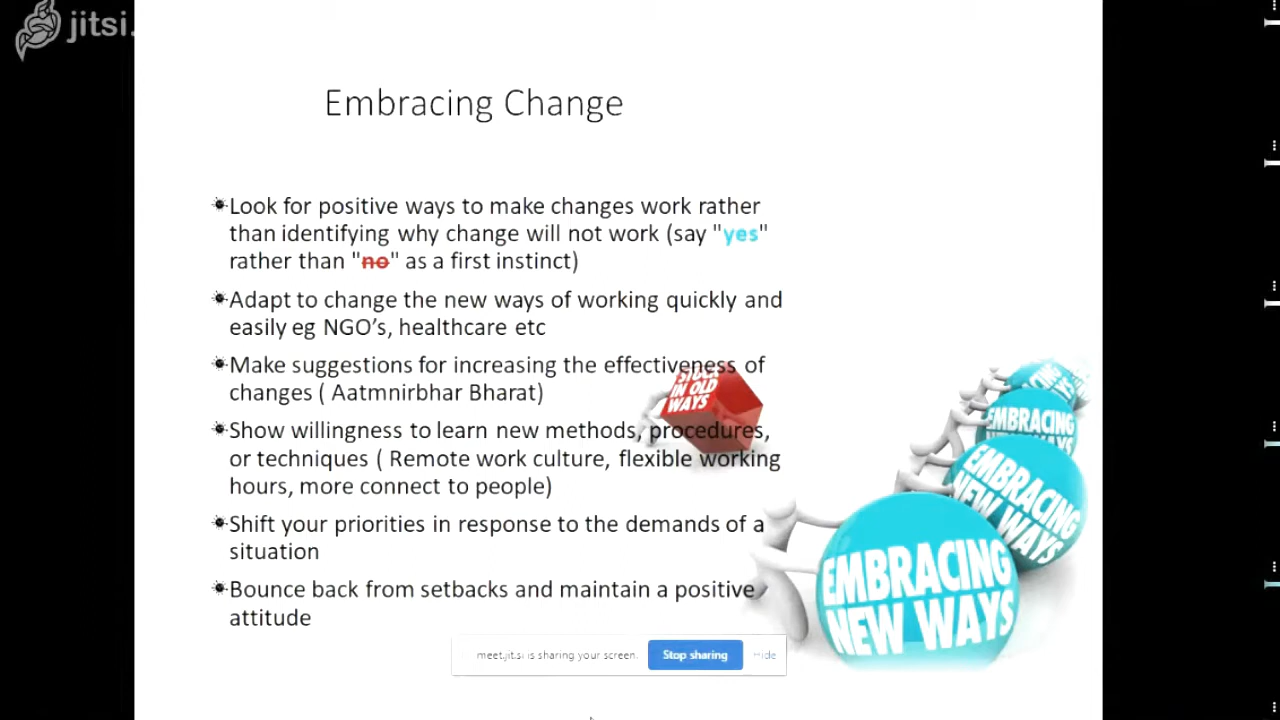 jitsi.
Embracing Change
Look for positive ways to make changes work rather
than identifying why change will not work (say "yes"
rather than "no" as a first instinct)
Adapt to change the new ways of working quickly and
easily eg NGO's, healthcare etc
Make suggestions for increasing the effectiveness of
changes ( Aatmnirbhar Bharat)
Show willingness to learn new methods, procedures,
or techniques ( Remote work culture, flexible working
hours, more connect to people)
Shift your priorities in response to the demands of a
situation
Bounce back from setbacks and maintain a positive
attitude
STUCK
IN OLD
WAYS
EMBRACING
EMBRACING
NEW WAYS
EMBRACING
NEW WAYS
meet.jit.si is sharing your screen.
Stop sharing
Hide